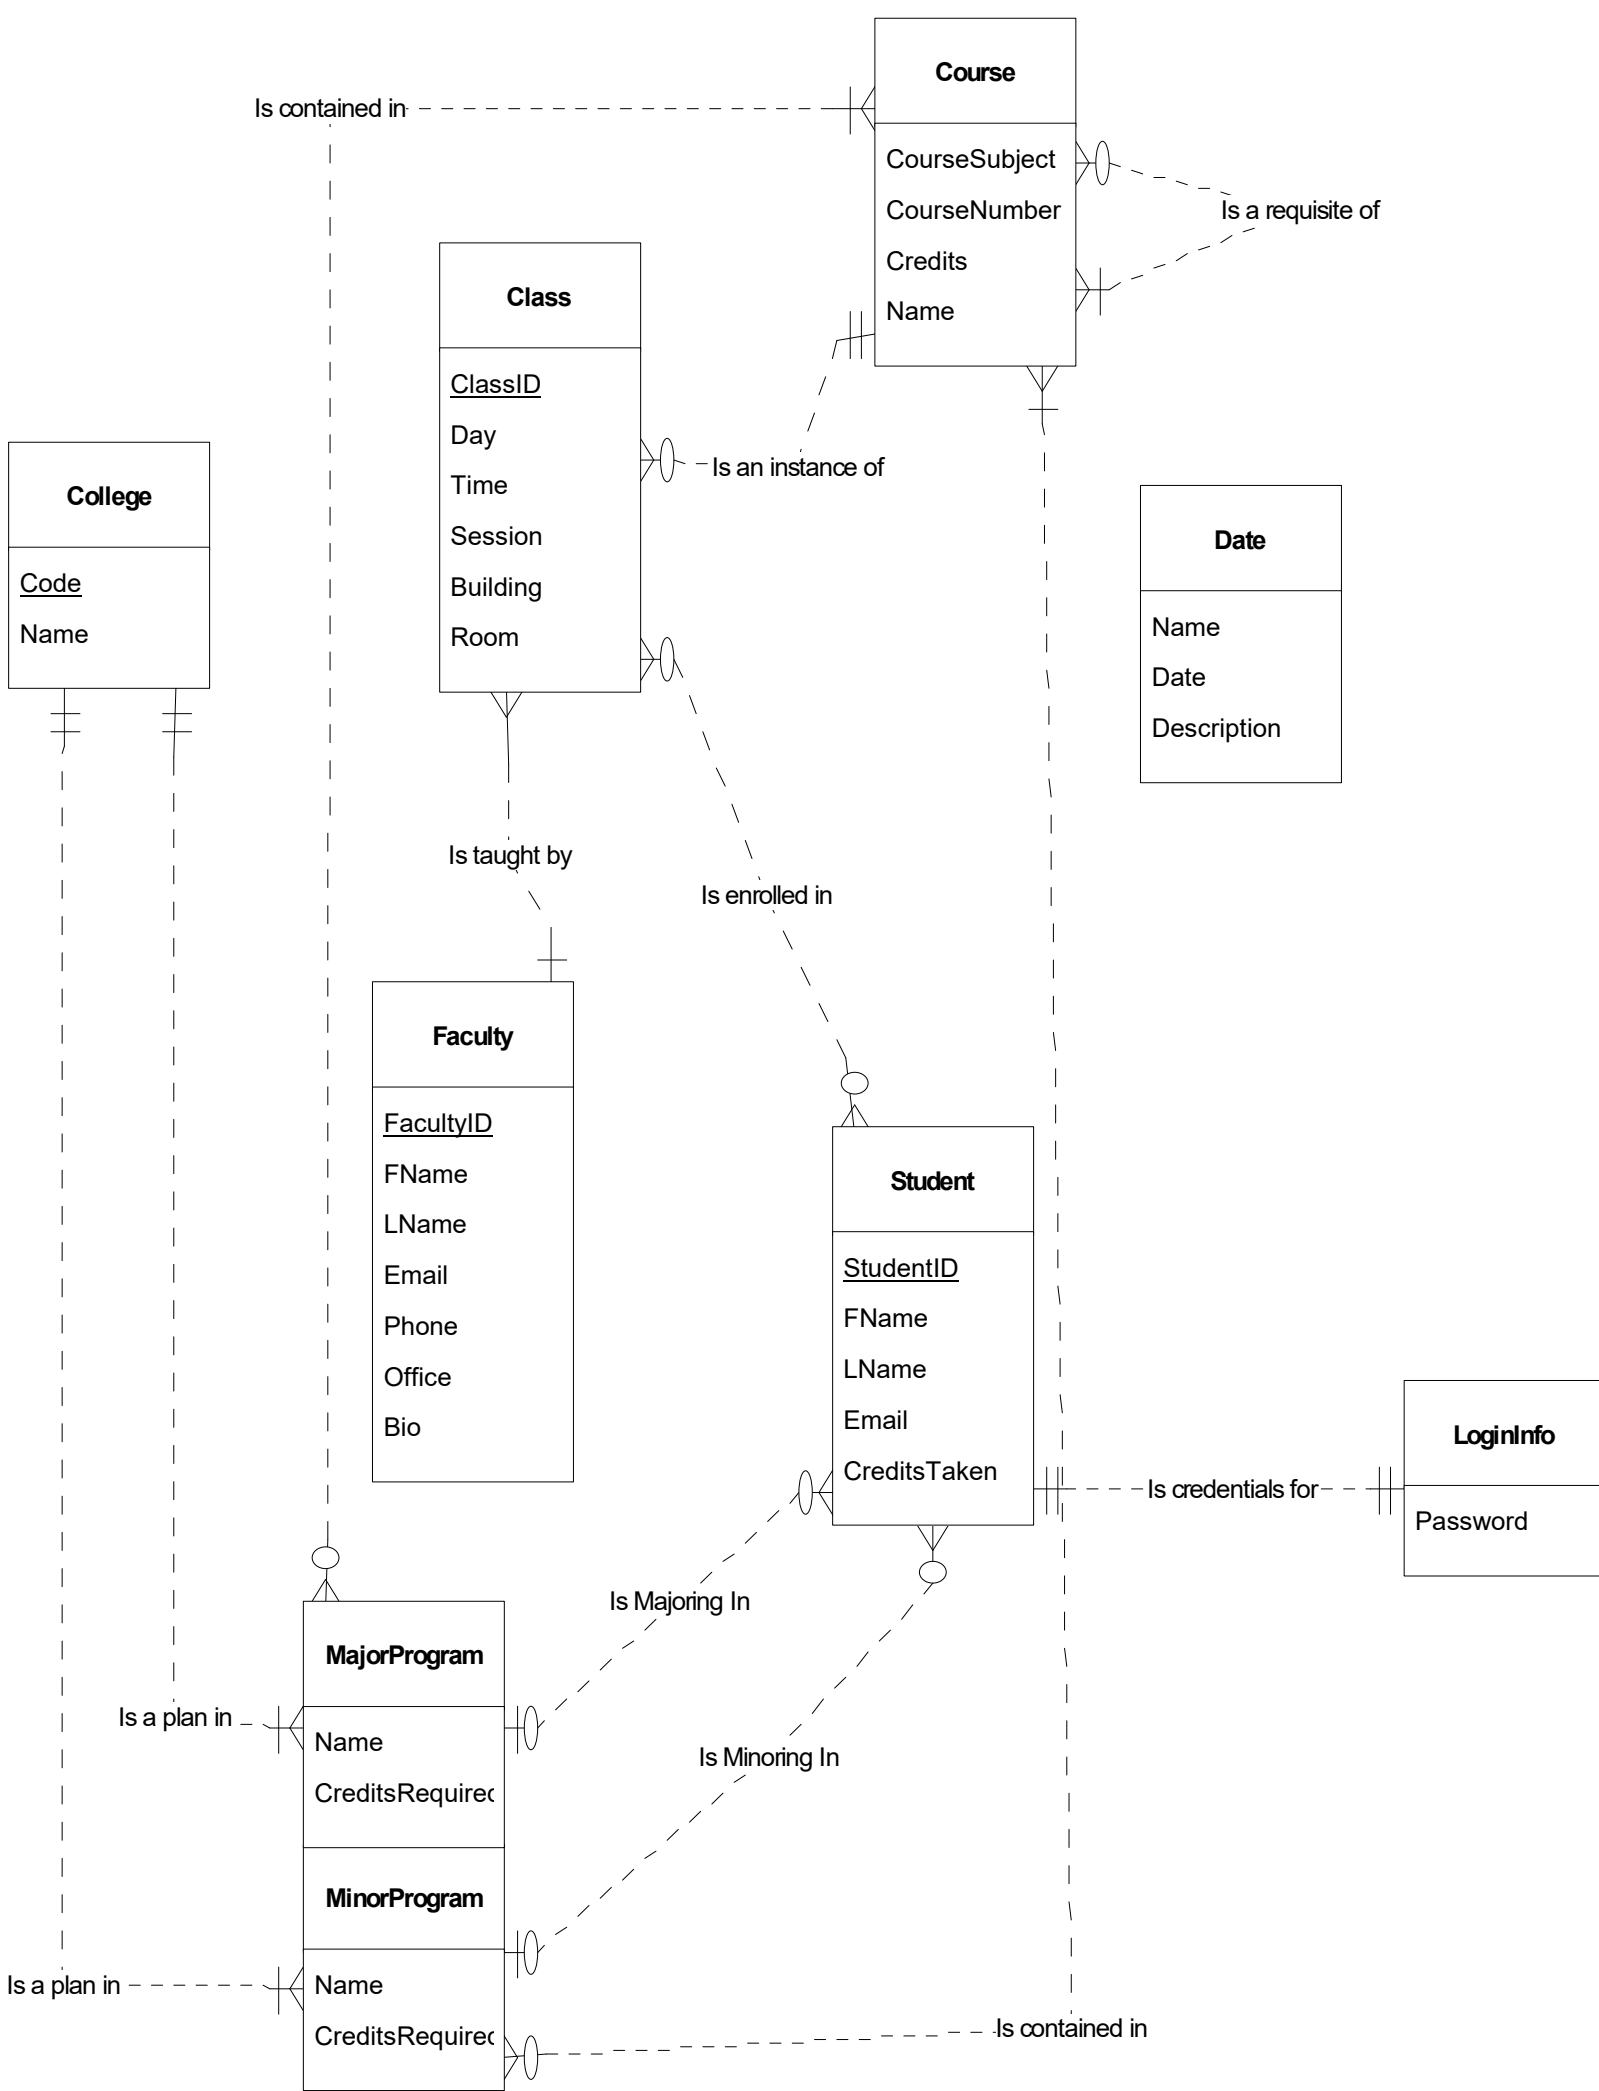 Course
CourseSubject
CourseNumber
Credits
Name
Is contained in
Is a requisite of
Class
ClassID
Day
Time
Session
Building
Room
Is an instance of
College
Code
Name
Date
Name
Date
Description
Is taught by
Is enrolled in
Faculty
FacultyID
FName
LName
Email
Phone
Office
Bio
Student
StudentID
FName
LName
Email
CreditsTaken
Is credentials for
LoginInfo
Password
Is Majoring In
MajorProgram
Name
CreditsRequired
Is a plan in
Is Minoring In
MinorProgram
Name
CreditsRequired
Is a plan in
Is contained in